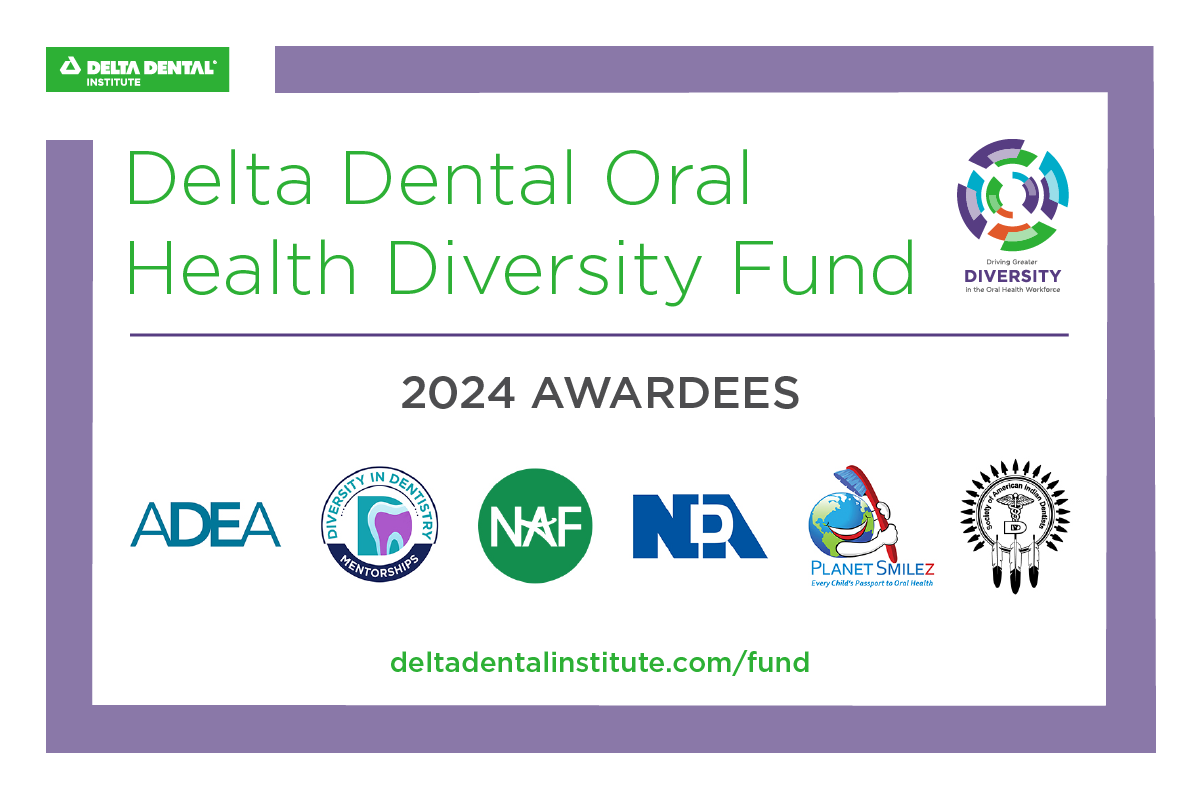 DELTA DENTAL®
INSTITUTE
Delta Dental Oral
Health Diversity Fund
Driving Greater
DIVERSITY
in the Oral Health Workforce
2024 AWARDEES
ADEA
DIVERSITY IN DENTISTRY
MENTORSHIPS
D
NAF
NDA
PLANET SMILEZ
Every Child's Passport to Oral Health
Society of American Indian Dentists
D
deltadentalinstitute.com/fund